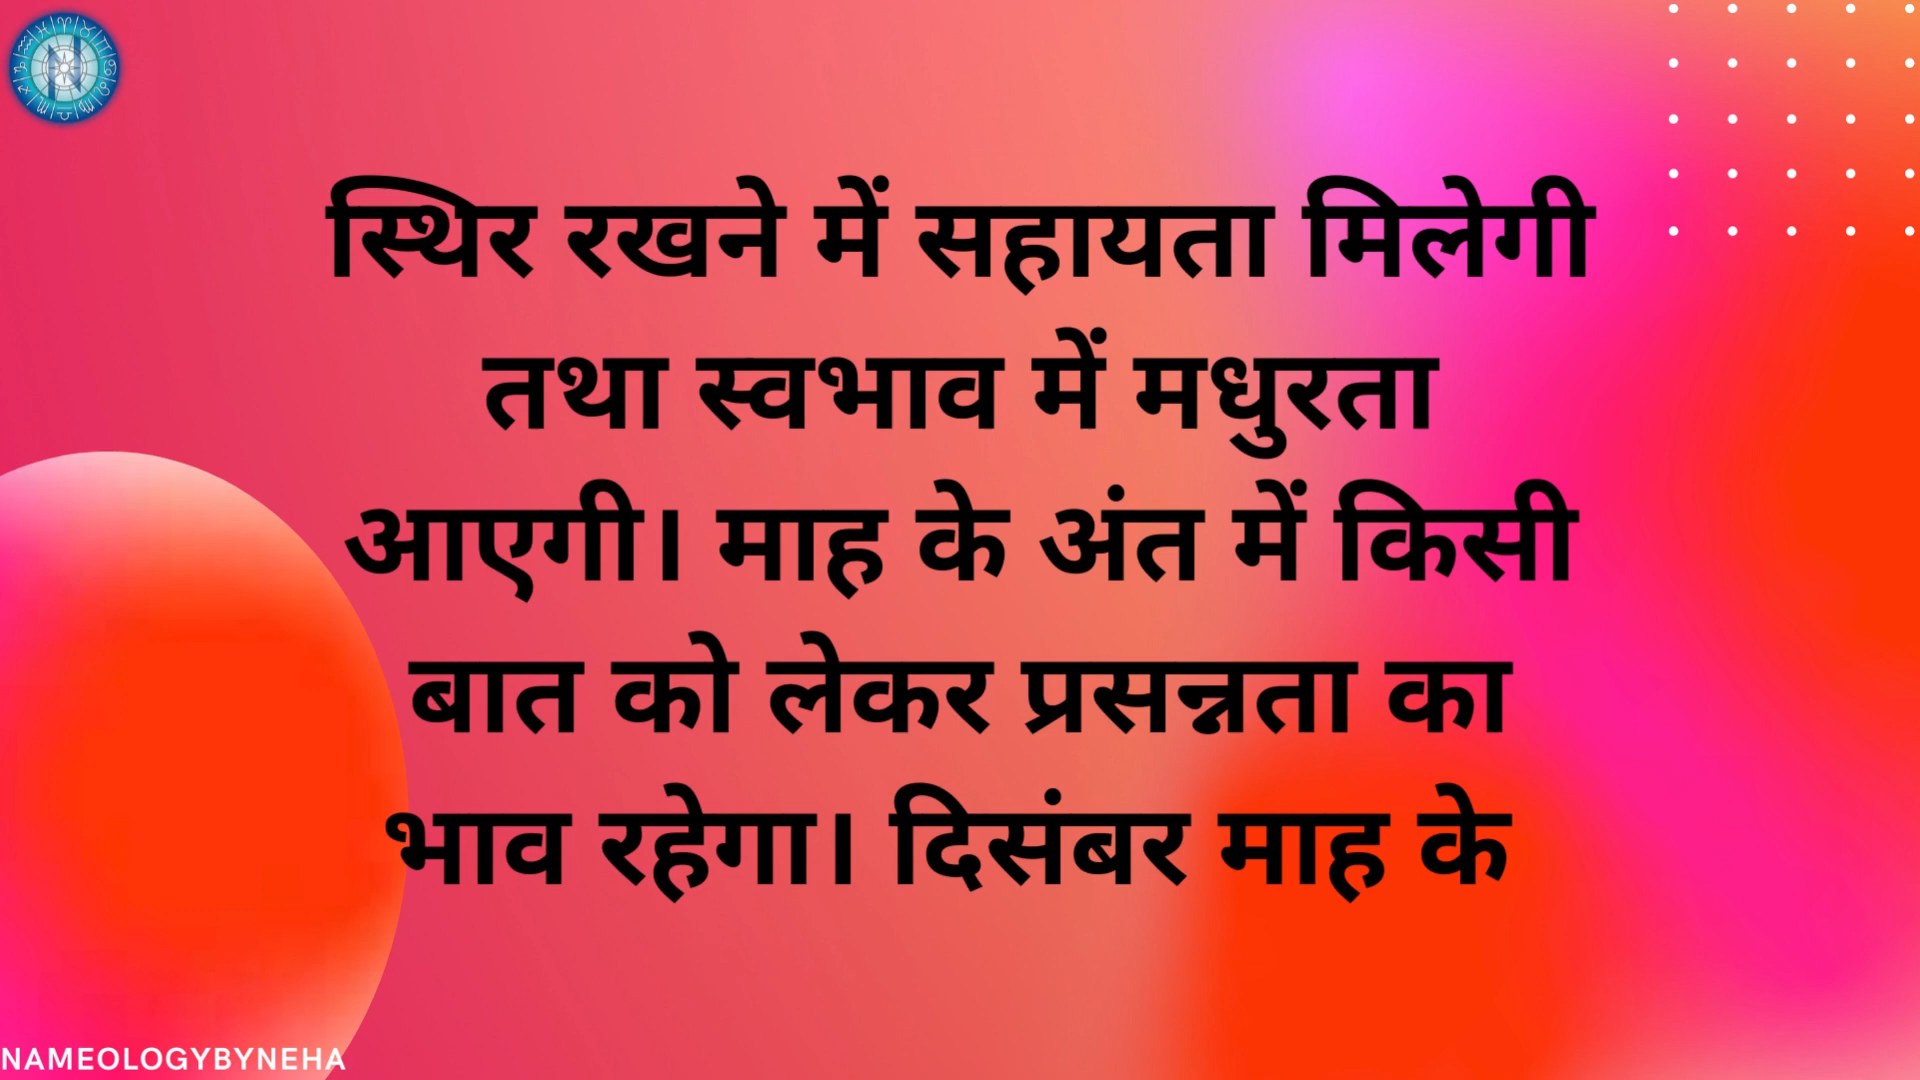 स्थिर रखने में सहायता मिलेगी
तथा स्वभाव में मधुरता
आएगी। माह के अंत में किसी
बात को लेकर प्रसन्नता का
भाव रहेगा। दिसंबर माह के
NAMEOLOGYBYNEHA